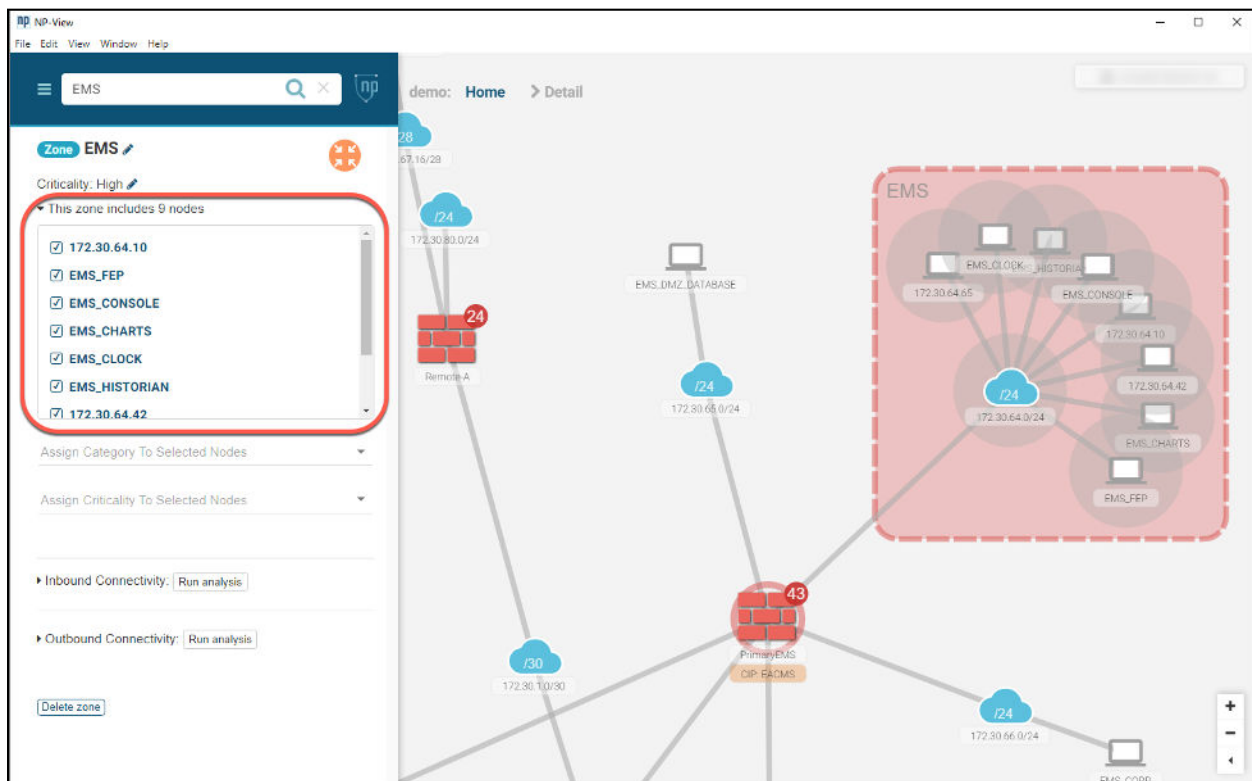 np NP-View
File Edit View Window Help
EMS
np
demo: Home > Detail
Zone EMS
Criticality: High
This zone includes 9 nodes
172.30.64.10
EMS_FEP
EMS_CONSOLE
EMS_CHARTS
EMS_CLOCK
EMS_HISTORIAN
172.30.64.42
Assign Category To Selected Nodes
Assign Criticality To Selected Nodes
Inbound Connectivity: Run analysis
Outbound Connectivity: Run analysis
Delete zone
/28
67.16/28
/24
172.30.80.0/24
24
Remote-A
EMS_DMZ_DATABASE
/24
172.30.65.0/24
EMS
EMS_CLOCK
EMS_HISTORIA
172.30.64.65
EMS_CONSOLE
172.30.64.10
172.30.64.42
/24
172.30.64.0/24
EMS_CHARTS
EMS_FEP
43
PrimaryEMS
CIP: EACMS
/30
172.30.1.0/30
/24
172.30.66.0/24
EMS_CORP